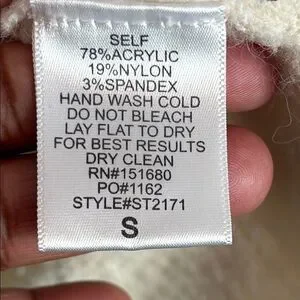 SELF
78%ACRYLIC
19%NYLON
3%SPANDEX
HAND WASH COLD
DO NOT BLEACH
LAY FLAT TO DRY
FOR BEST RESULTS
DRY CLEAN
RN#151680
PO#1162
STYLE#ST2171
S